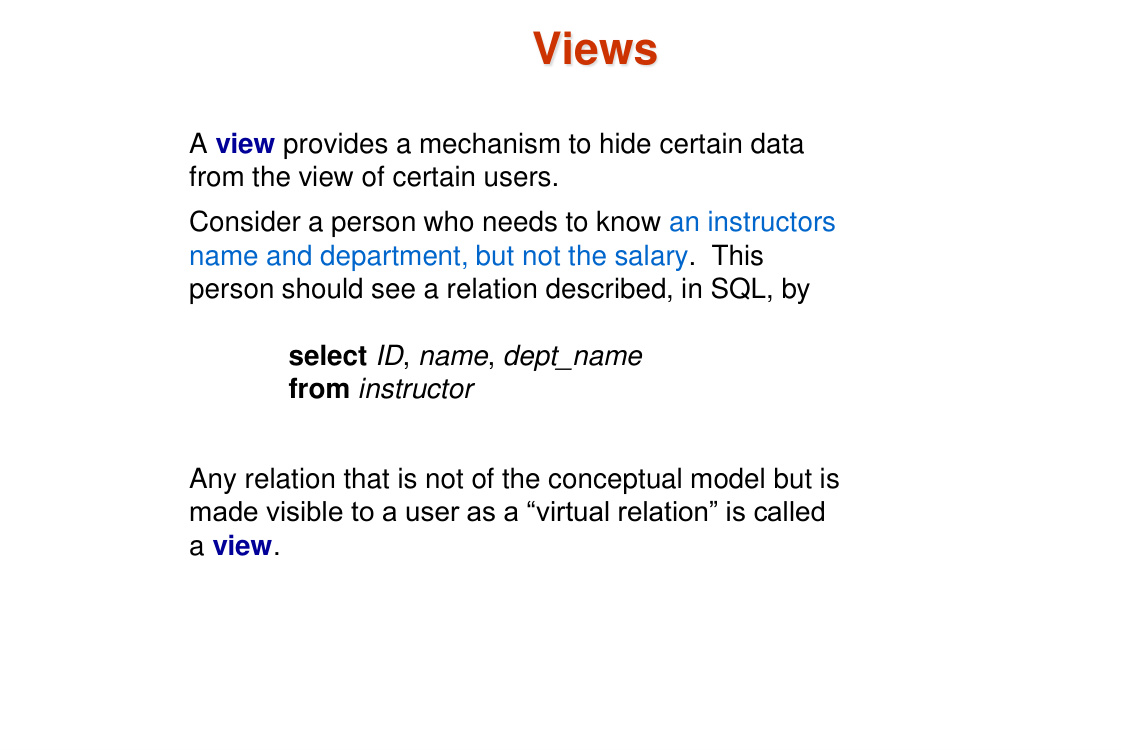 Views
A view provides a mechanism to hide certain data
from the view of certain users.
Consider a person who needs to know an instructors
name and department, but not the salary.  This
person should see a relation described, in SQL, by
select ID, name, dept_name
from instructor
Any relation that is not of the conceptual model but is
made visible to a user as a “virtual relation” is called
a view.